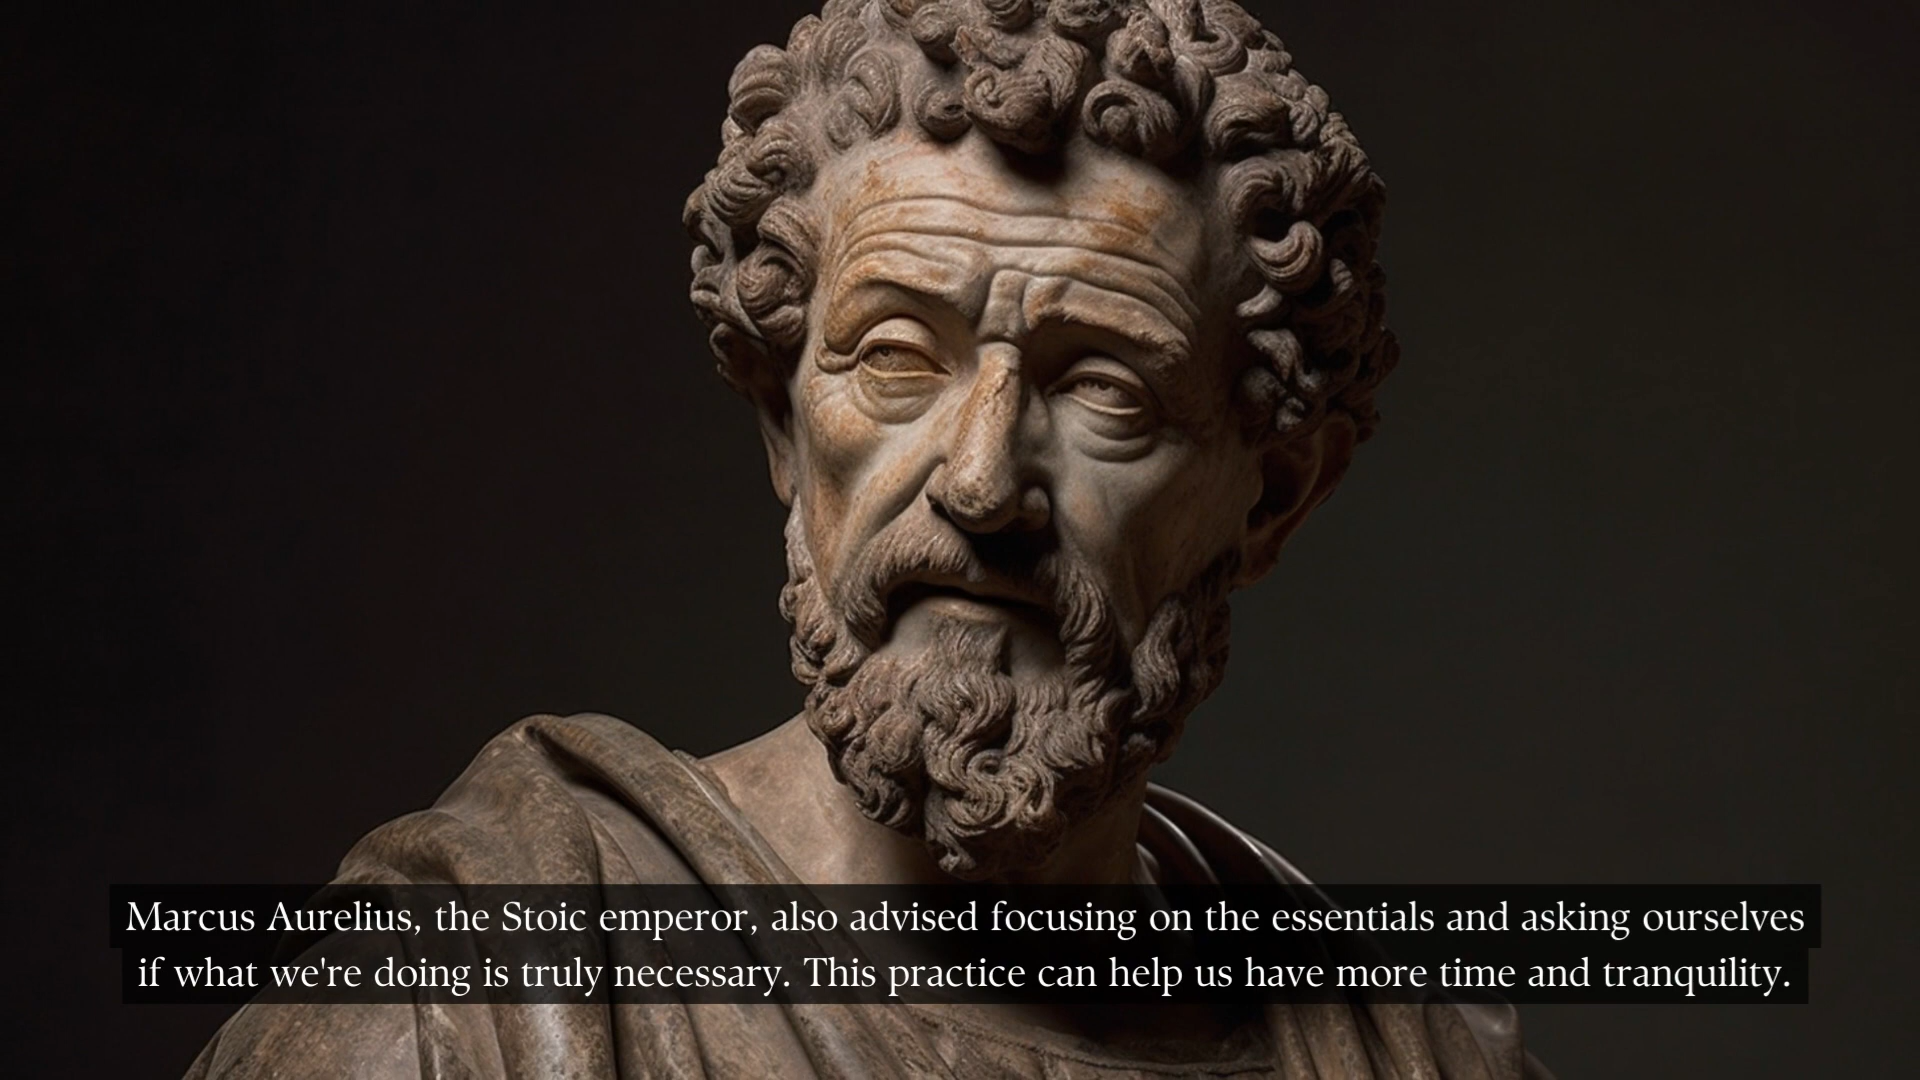 Marcus Aurelius, the Stoic emperor, also advised focusing on the essentials and asking ourselves
if what we're doing is truly necessary. This practice can help us have more time and tranquility.